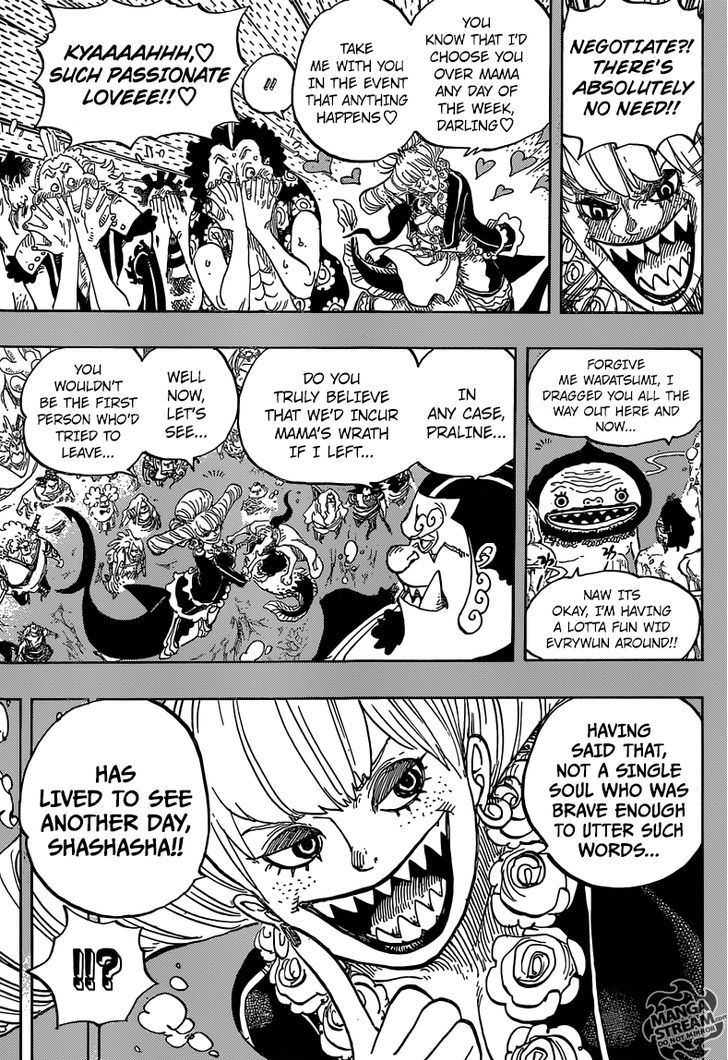 NEGOTIATE?!
THERE'S
ABSOLUTELY
NO NEED!!
YOU
KNOW THAT I'D
CHOOSE YOU
OVER MAMA
ANY DAY OF
THE WEEK,
DARLING♡
TAKE
ME WITH YOU
IN THE EVENT
THAT ANYTHING
HAPPENS♡
!!
KYAAAAHHH,♡
SUCH PASSIONATE
LOVEEE!!♡
FORGIVE
ME WADATSUMI, I
DRAGGED YOU ALL
THE WAY OUT HERE AND
NOW...
NAW ITS
OKAY, I'M HAVING
A LOTTA FUN WID
EVRYWUN AROUND!!
IN
ANY CASE,
PRALINE...
DO YOU
TRULY BELIEVE
THAT WE'D INCUR
MAMA'S WRATH
IF I LEFT...
WELL
NOW,
LET'S
SEE...
YOU
WOULDN'T
BE THE FIRST
PERSON WHO'D
TRIED TO
LEAVE...
HAVING
SAID THAT,
NOT A SINGLE
SOUL WHO WAS
BRAVE ENOUGH
TO UTTER SUCH
WORDS...
HAS
LIVED TO SEE
ANOTHER DAY,
SHASHASHA!!
!!?
MANGA
STREAM.com
DO NOT MIRROR!